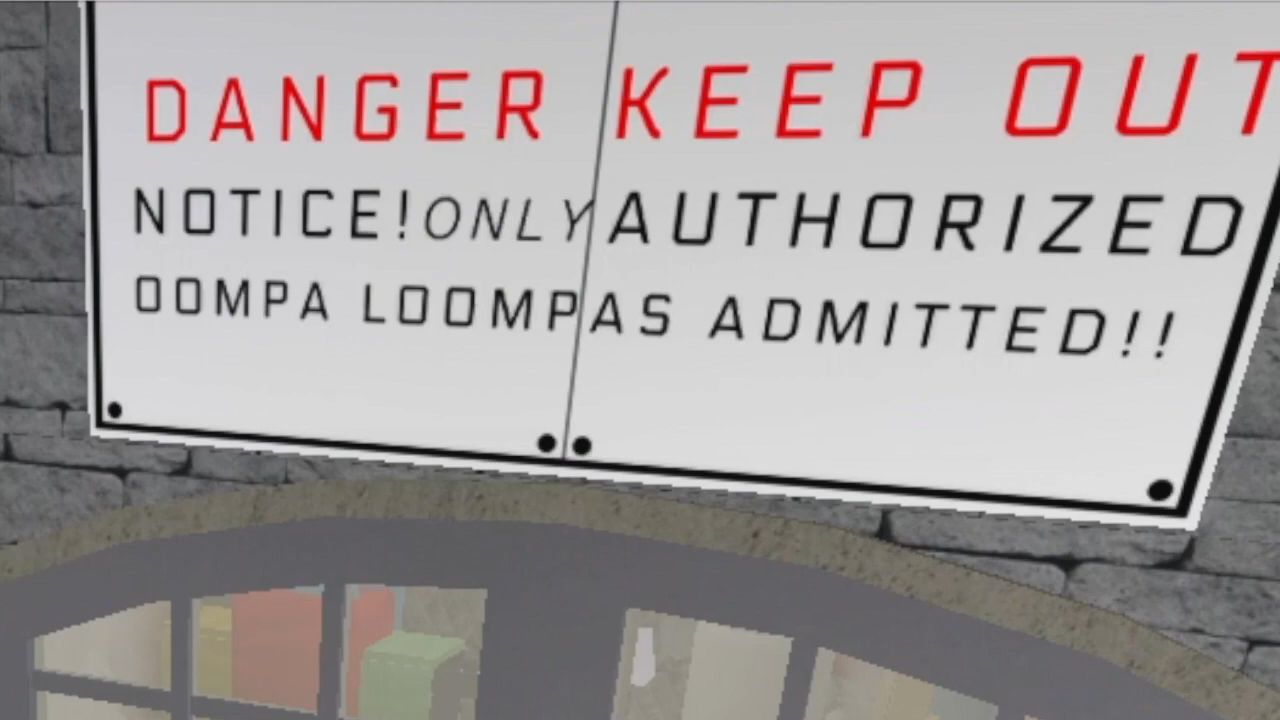 DANGER KEEP OUT
NOTICE! ONLY AUTHORIZED
OOMPA LOOMPAS ADMITTED!!